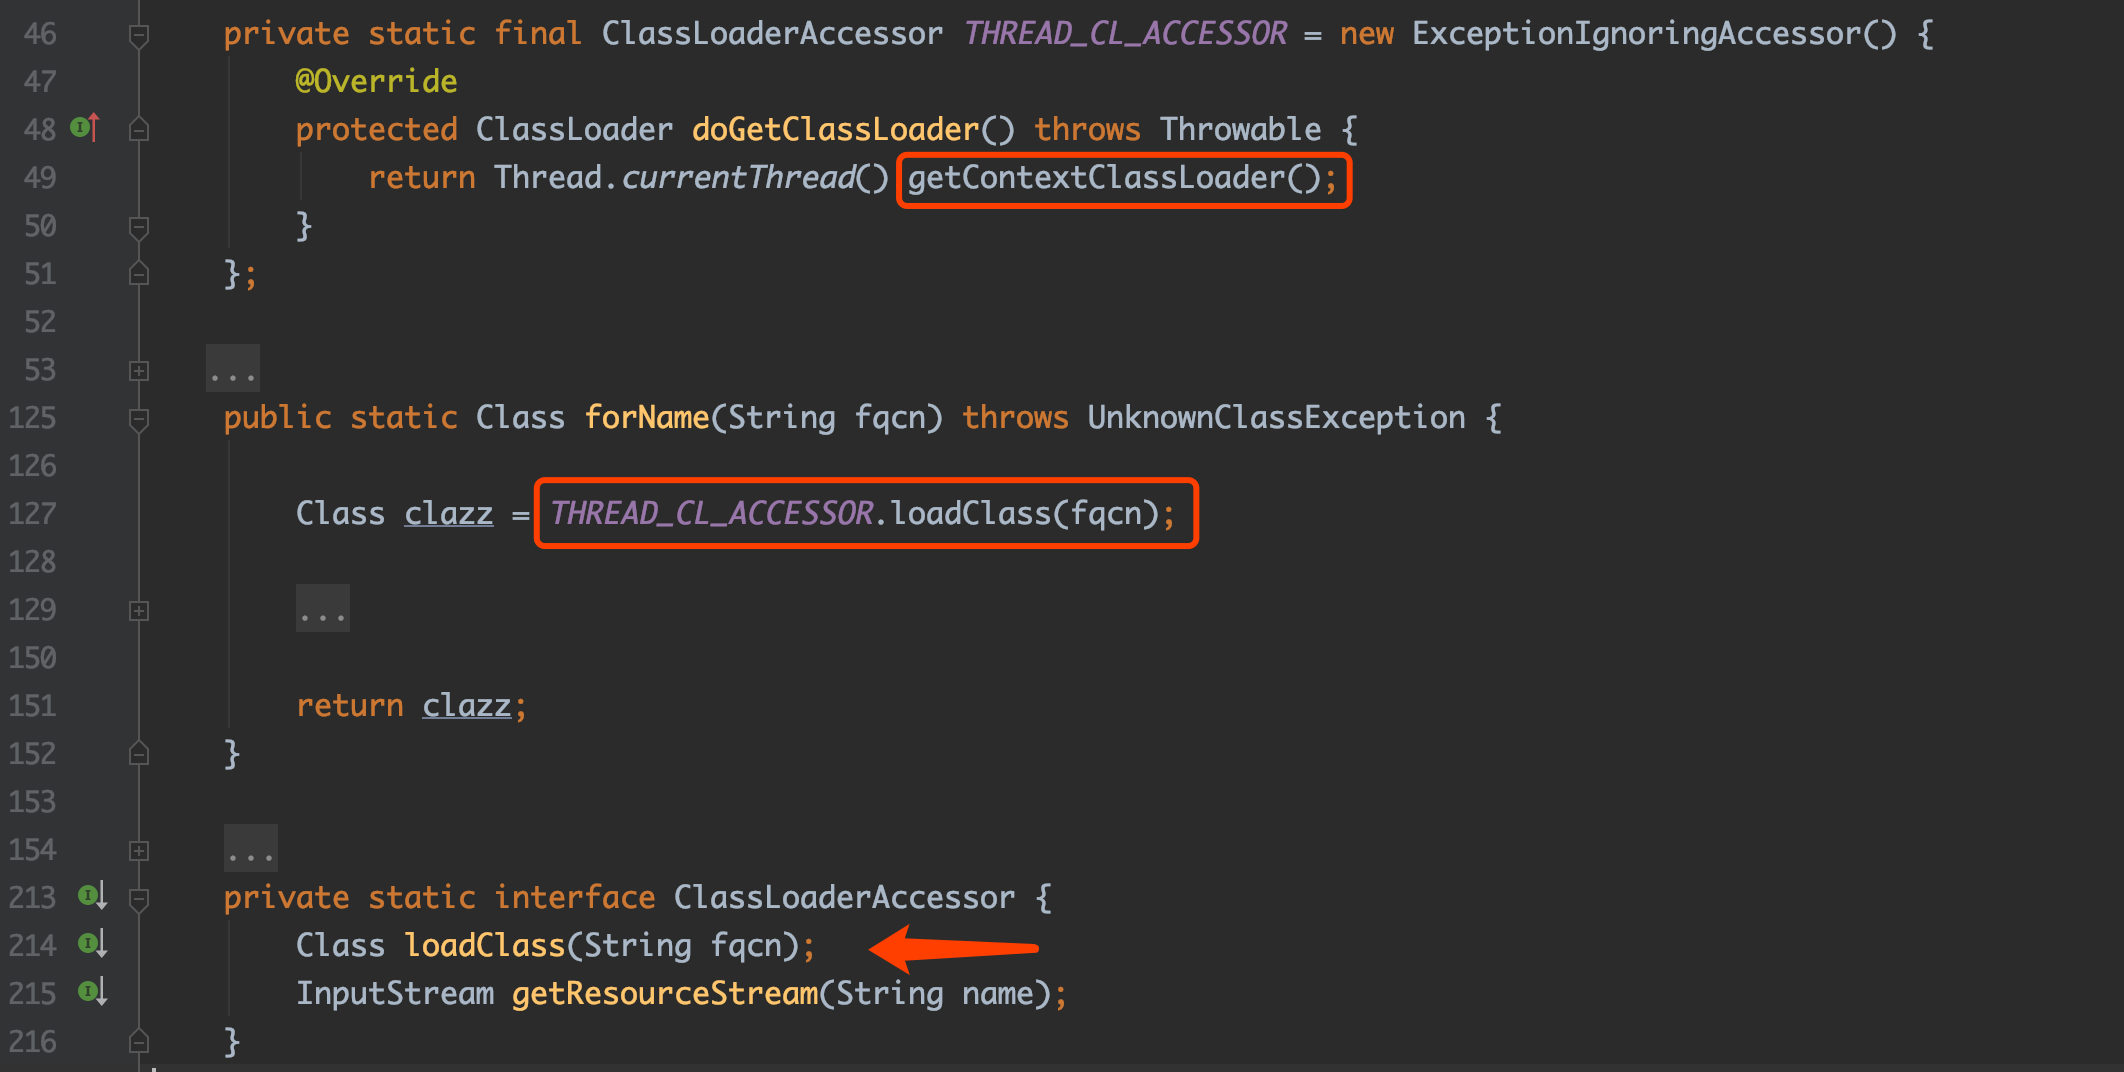 46 private static final ClassLoaderAccessor THREAD_CL_ACCESSOR = new ExceptionIgnoringAccessor() {
47 @Override
48 protected ClassLoader doGetClassLoader() throws Throwable {
49 return Thread.currentThread() getContextClassLoader();
50 }
51 };
52
53 ...
125 public static Class forName(String fqcn) throws UnknownClassException {
126
127 Class clazz = THREAD_CL_ACCESSOR.loadClass(fqcn);
128
129 ...
150
151 return clazz;
152 }
153
154 ...
213 private static interface ClassLoaderAccessor {
214 Class loadClass(String fqcn);
215 InputStream getResourceStream(String name);
216 }